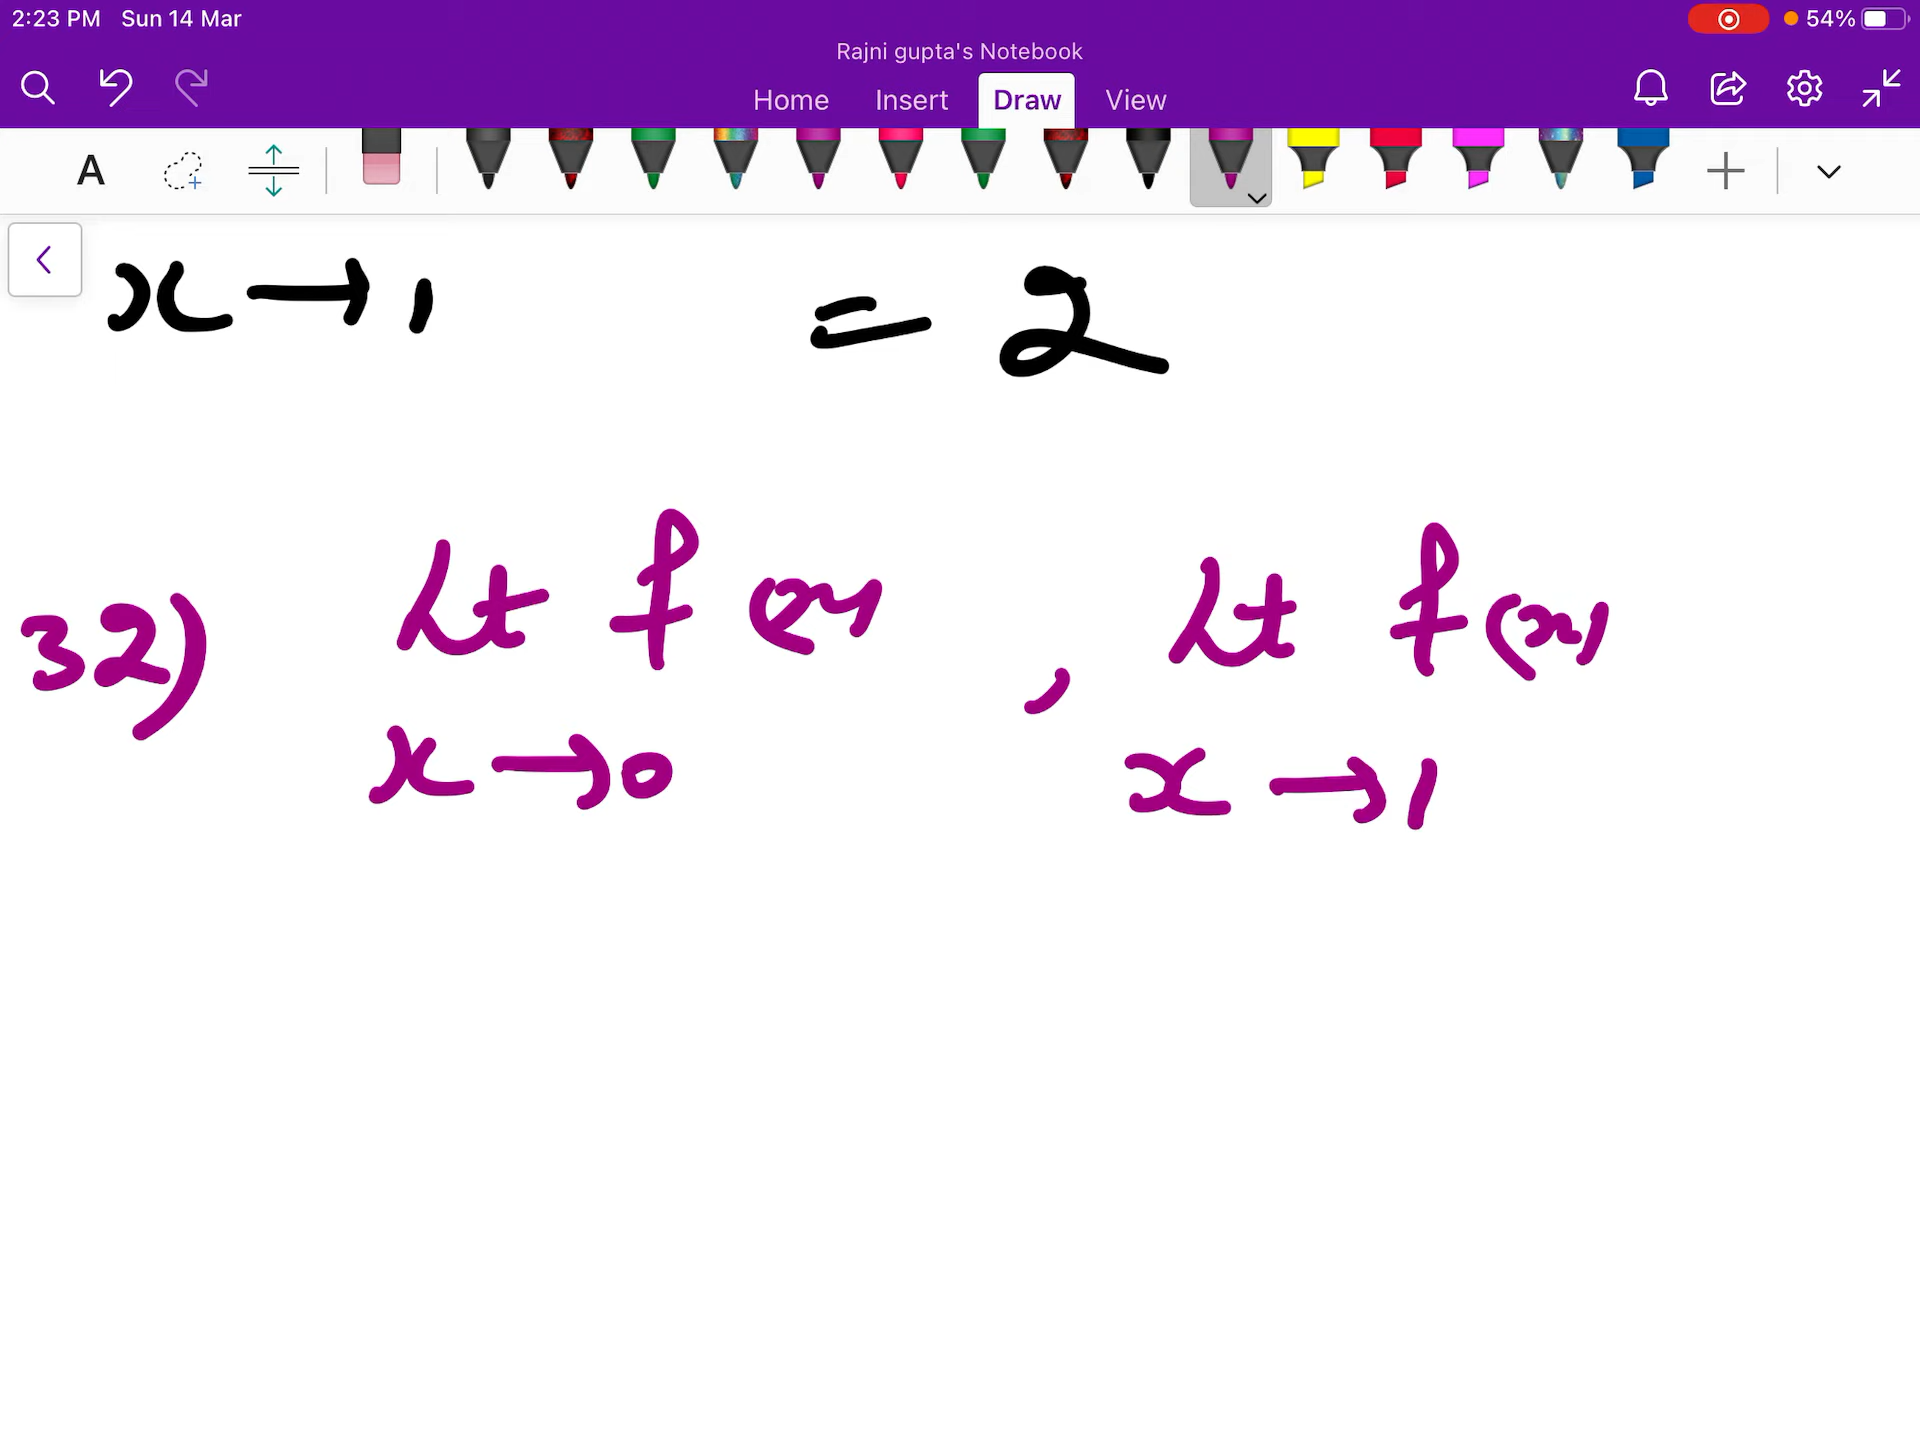 2:23 PM Sun 14 Mar 54%
Rajni gupta's Notebook
Home Insert Draw View
A
x → 1 = 2
32) Lt f(x) , Lt f(x)
x → 0 x → 1